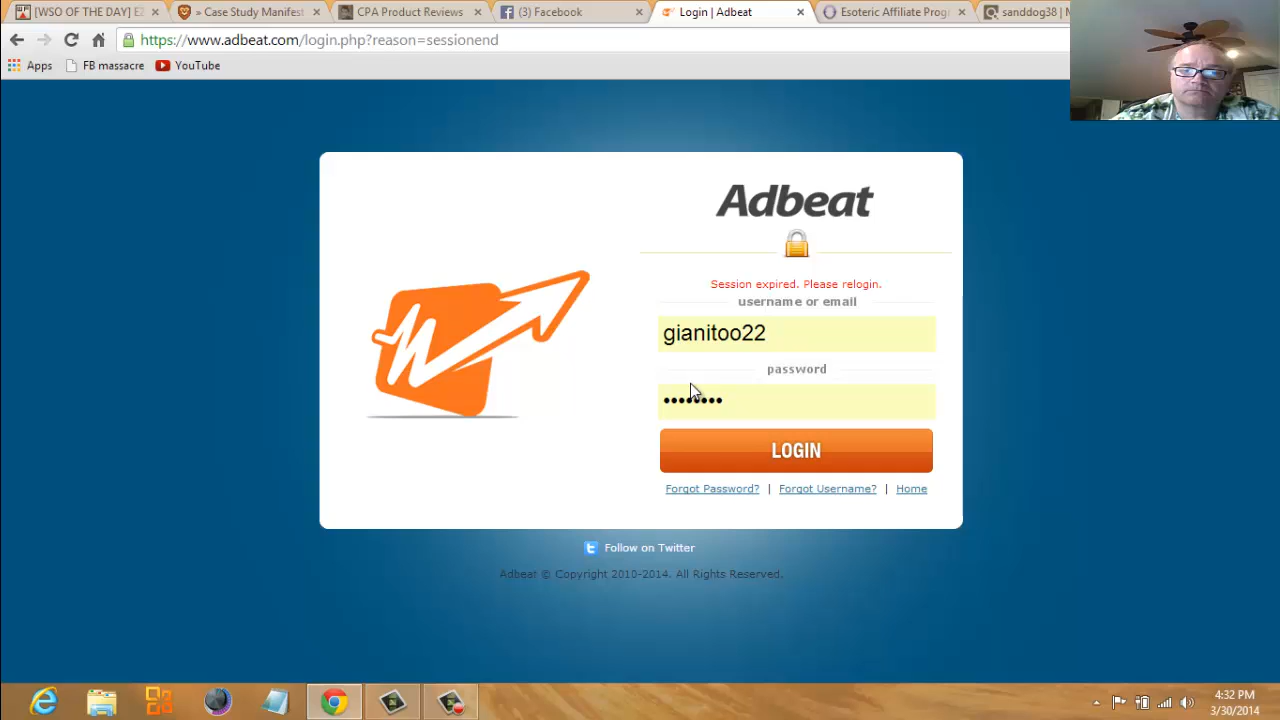 [WSO OF THE DAY] EZ
» Case Study Manifest
CPA Product Reviews
(3) Facebook
Login | Adbeat
Esoteric Affiliate Prog
sanddog38 |
https://www.adbeat.com/login.php?reason=sessionend
Apps
FB massacre
YouTube
Adbeat
Session expired. Please relogin.
username or email
gianitoo22
password
••••••••
LOGIN
Forgot Password? | Forgot Username? | Home
Follow on Twitter
Adbeat © Copyright 2010-2014. All Rights Reserved.
4:32 PM
3/30/2014